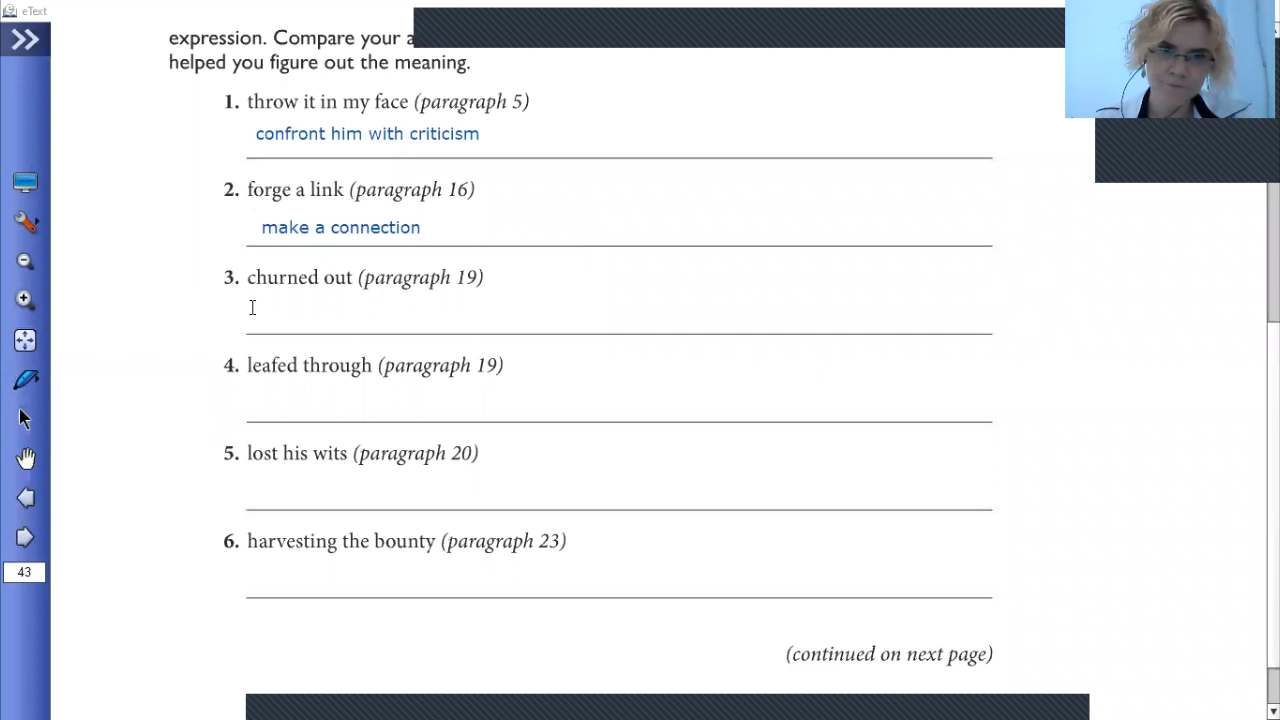 eText
expression. Compare your a
helped you figure out the meaning.
1. throw it in my face (paragraph 5)
confront him with criticism
2. forge a link (paragraph 16)
make a connection
3. churned out (paragraph 19)
4. leafed through (paragraph 19)
5. lost his wits (paragraph 20)
6. harvesting the bounty (paragraph 23)
43
(continued on next page)